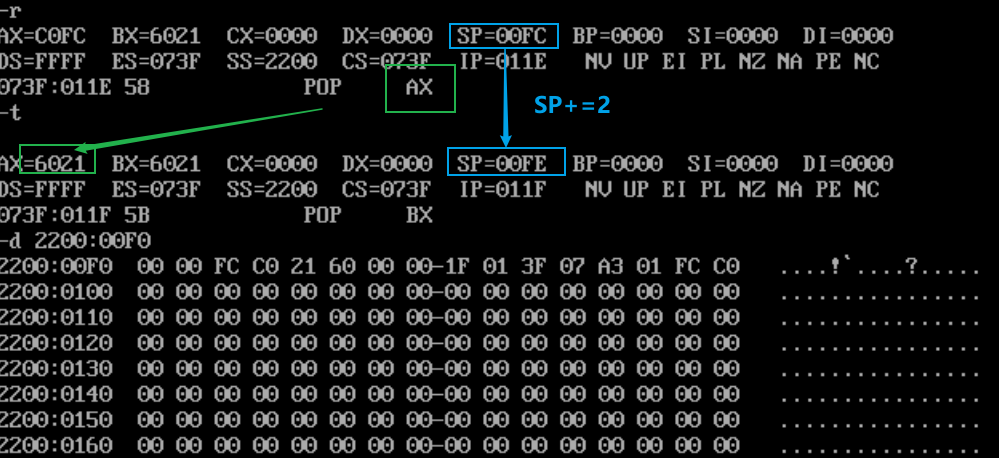 -r
AX=C0FC BX=6021 CX=0000 DX=0000 SP=00FC BP=0000 SI=0000 DI=0000
DS=FFFF ES=073F SS=2200 CS=073F IP=011E NV UP EI PL NZ NA PE NC
073F:011E 58 POP AX
-t
SP+=2
AX=6021 BX=6021 CX=0000 DX=0000 SP=00FE BP=0000 SI=0000 DI=0000
DS=FFFF ES=073F SS=2200 CS=073F IP=011F NV UP EI PL NZ NA PE NC
073F:011F 5B POP BX
-d 2200:00F0
2200:00F0 00 00 FC C0 21 60 00 00-1F 01 3F 07 A3 01 FC C0 ....!`....?.....
2200:0100 00 00 00 00 00 00 00 00-00 00 00 00 00 00 00 00 ................
2200:0110 00 00 00 00 00 00 00 00-00 00 00 00 00 00 00 00 ................
2200:0120 00 00 00 00 00 00 00 00-00 00 00 00 00 00 00 00 ................
2200:0130 00 00 00 00 00 00 00 00-00 00 00 00 00 00 00 00 ................
2200:0140 00 00 00 00 00 00 00 00-00 00 00 00 00 00 00 00 ................
2200:0150 00 00 00 00 00 00 00 00-00 00 00 00 00 00 00 00 ................
2200:0160 00 00 00 00 00 00 00 00-00 00 00 00 00 00 00 00 ................